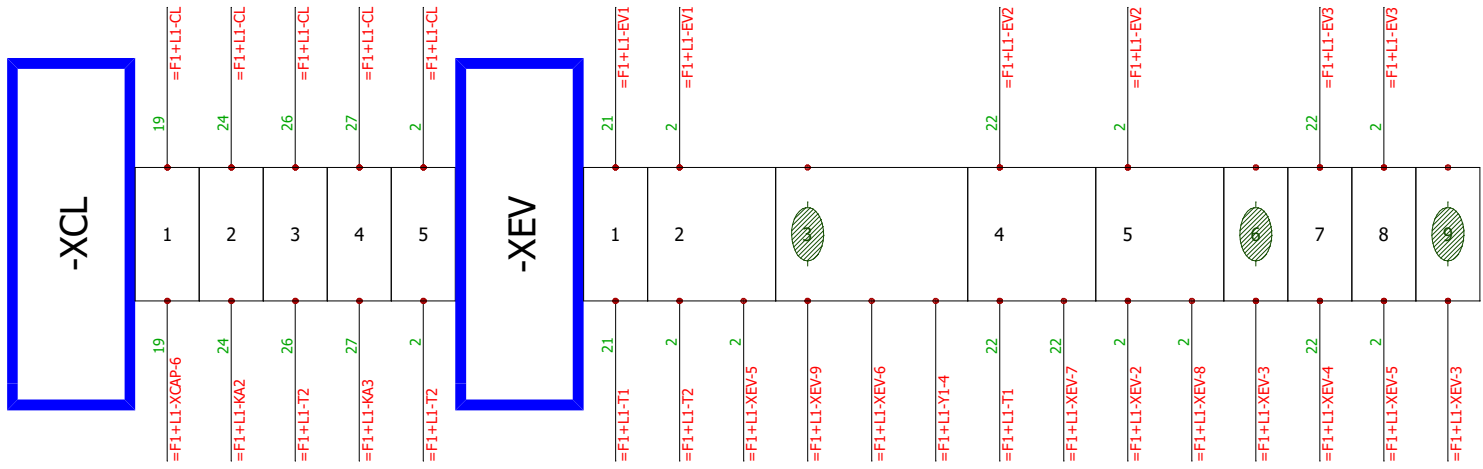 =F1+L1-CL
=F1+L1-CL
=F1+L1-CL
=F1+L1-CL
=F1+L1-CL
=F1+L1-EV1
=F1+L1-EV1
=F1+L1-EV2
=F1+L1-EV2
=F1+L1-EV3
=F1+L1-EV3
19
24
26
27
2
21
2
22
2
22
2
-XCL
1
2
3
4
5
-XEV
1
2
3
4
5
6
7
8
9
19
24
26
27
2
21
2
2
22
22
2
2
22
2
=F1+L1-XCAP-6
=F1+L1-KA2
=F1+L1-T2
=F1+L1-KA3
=F1+L1-T2
=F1+L1-T1
=F1+L1-T2
=F1+L1-XEV-5
=F1+L1-XEV-9
=F1+L1-XEV-6
=F1+L1-Y1-4
=F1+L1-T1
=F1+L1-XEV-7
=F1+L1-XEV-2
=F1+L1-XEV-8
=F1+L1-XEV-3
=F1+L1-XEV-4
=F1+L1-XEV-5
=F1+L1-XEV-3